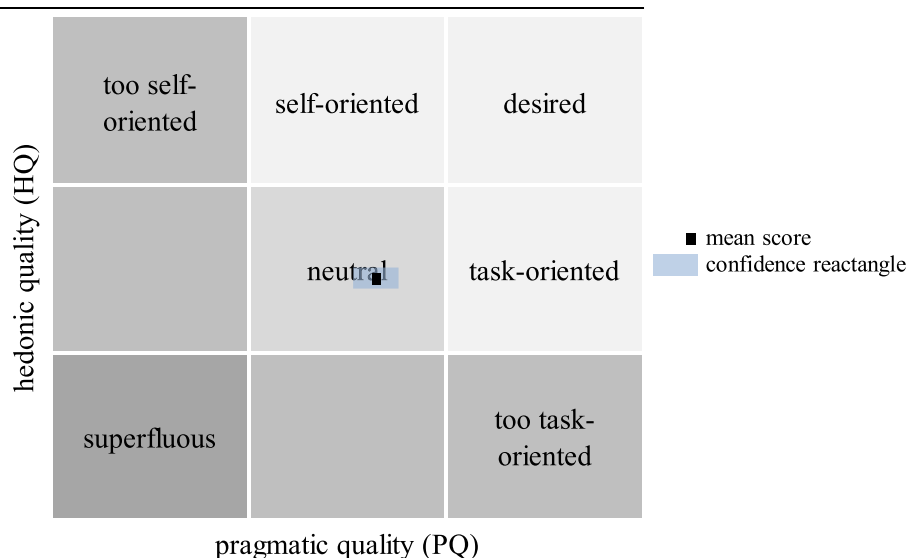 too self-
oriented
self-oriented
desired
hedonic quality (HQ)
neutral
task-oriented
mean score
confidence reactangle
superfluous
too task-
oriented
pragmatic quality (PQ)